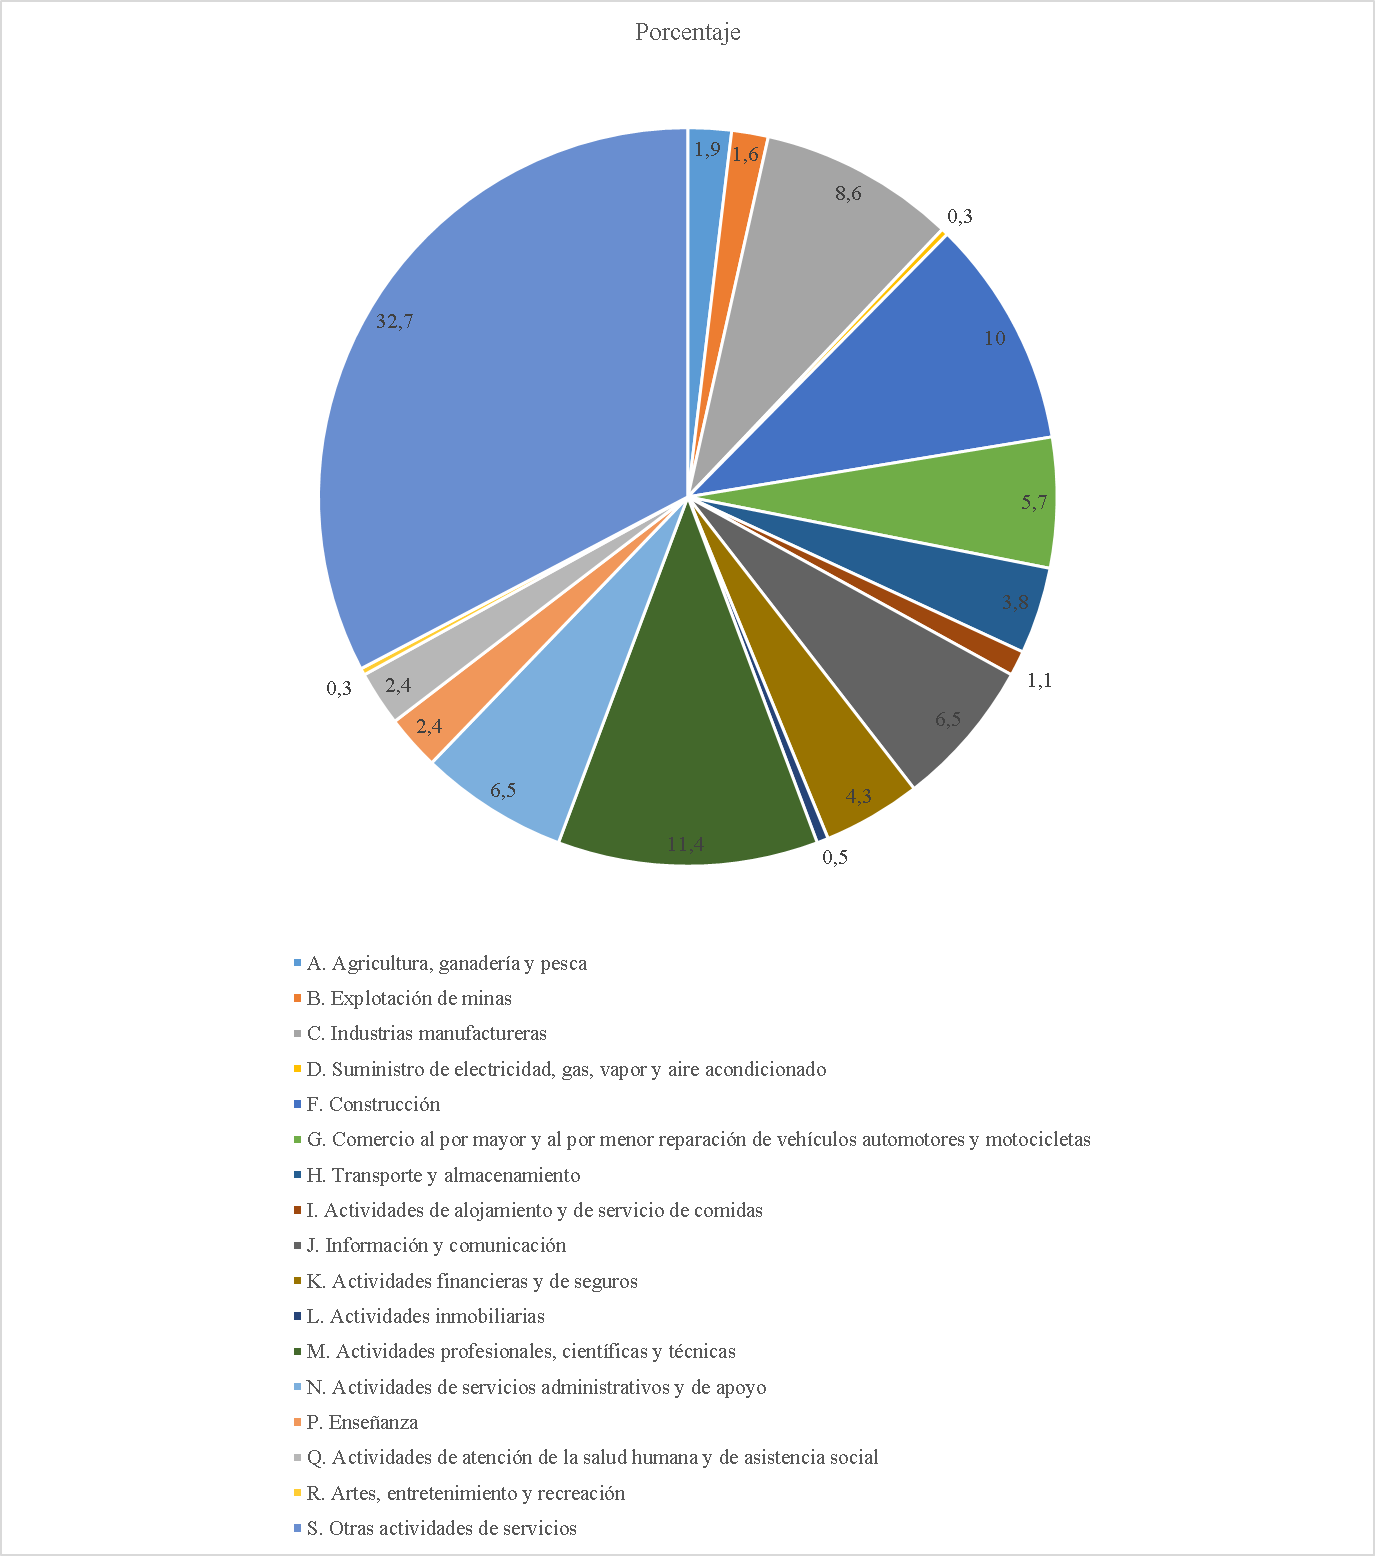 Porcentaje
1,9
1,6
8,6
0,3
10
5,7
3,8
1,1
6,5
4,3
0,5
11,4
6,5
2,4
2,4
0,3
32,7
A. Agricultura, ganadería y pesca
B. Explotación de minas
C. Industrias manufactureras
D. Suministro de electricidad, gas, vapor y aire acondicionado
F. Construcción
G. Comercio al por mayor y al por menor reparación de vehículos automotores y motocicletas
H. Transporte y almacenamiento
I. Actividades de alojamiento y de servicio de comidas
J. Información y comunicación
K. Actividades financieras y de seguros
L. Actividades inmobiliarias
M. Actividades profesionales, científicas y técnicas
N. Actividades de servicios administrativos y de apoyo
P. Enseñanza
Q. Actividades de atención de la salud humana y de asistencia social
R. Artes, entretenimiento y recreación
S. Otras actividades de servicios